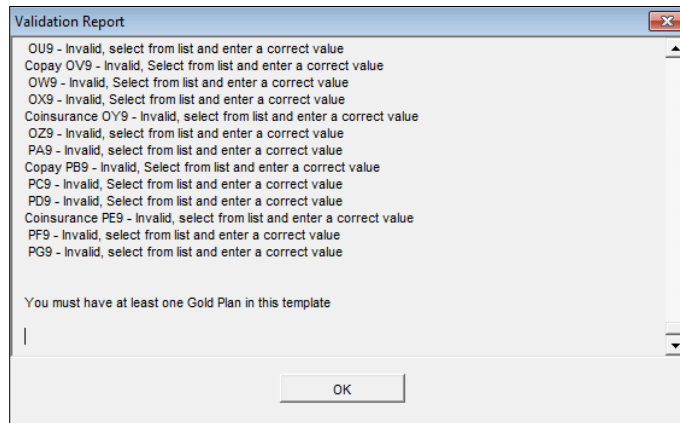 Validation Report
OU9 - Invalid, select from list and enter a correct value
Copay OV9 - Invalid, Select from list and enter a correct value
OW9 - Invalid, Select from list and enter a correct value
OX9 - Invalid, Select from list and enter a correct value
Coinsurance OY9 - Invalid, select from list and enter a correct value
OZ9 - Invalid, select from list and enter a correct value
PA9 - Invalid, select from list and enter a correct value
Copay PB9 - Invalid, Select from list and enter a correct value
PC9 - Invalid, Select from list and enter a correct value
PD9 - Invalid, Select from list and enter a correct value
Coinsurance PE9 - Invalid, select from list and enter a correct value
PF9 - Invalid, select from list and enter a correct value
PG9 - Invalid, select from list and enter a correct value
You must have at least one Gold Plan in this template
OK